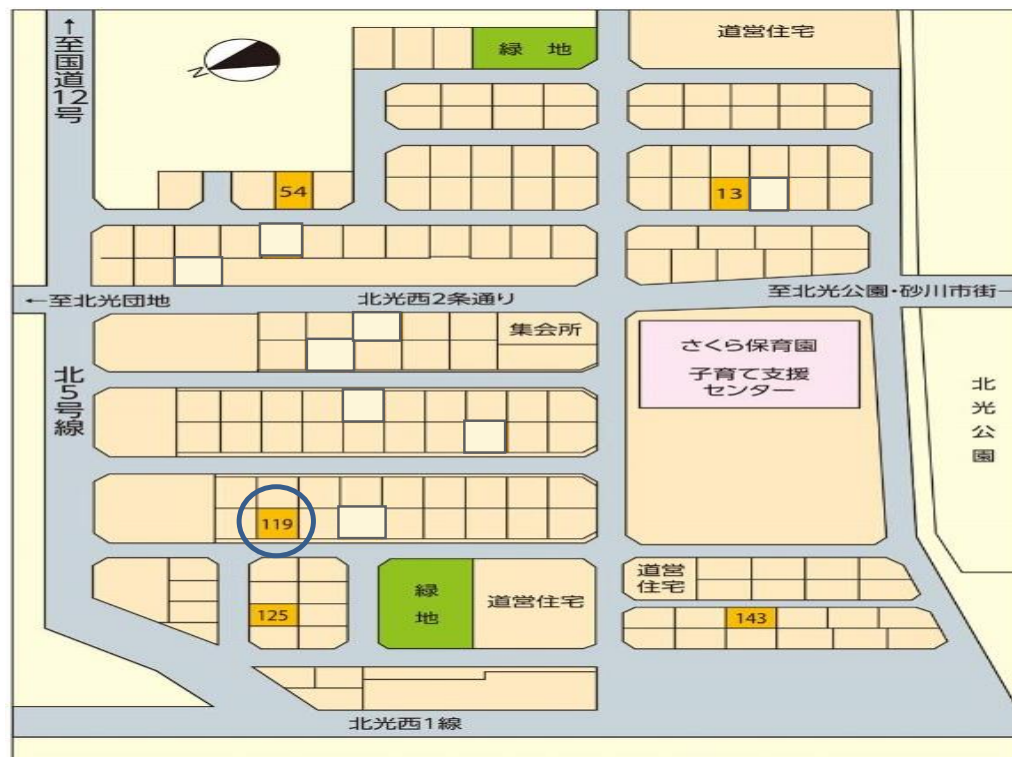 ↑至国道12号
緑 地
道営住宅
N
54
13
←至北光団地
北光西2条通り
至北光公園・砂川市街
集会所
さくら保育園
子育て支援
センター
北5号線
北光公園
119
緑
地
道営住宅
道営
住宅
125
143
北光西1線